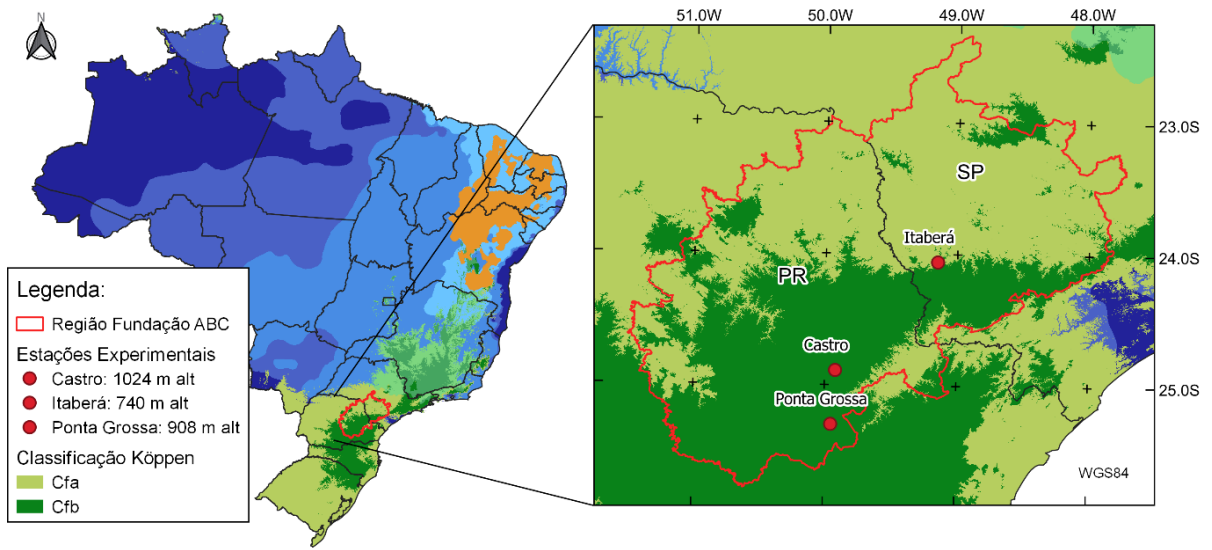 N
Legenda:
Região Fundação ABC
Estações Experimentais
Castro: 1024 m alt
Itaberá: 740 m alt
Ponta Grossa: 908 m alt
Classificação Köppen
Cfa
Cfb
51.0W 50.0W 49.0W 48.0W
23.0S
SP
Itaberá
24.0S
PR
Castro
25.0S
Ponta Grossa
WGS84